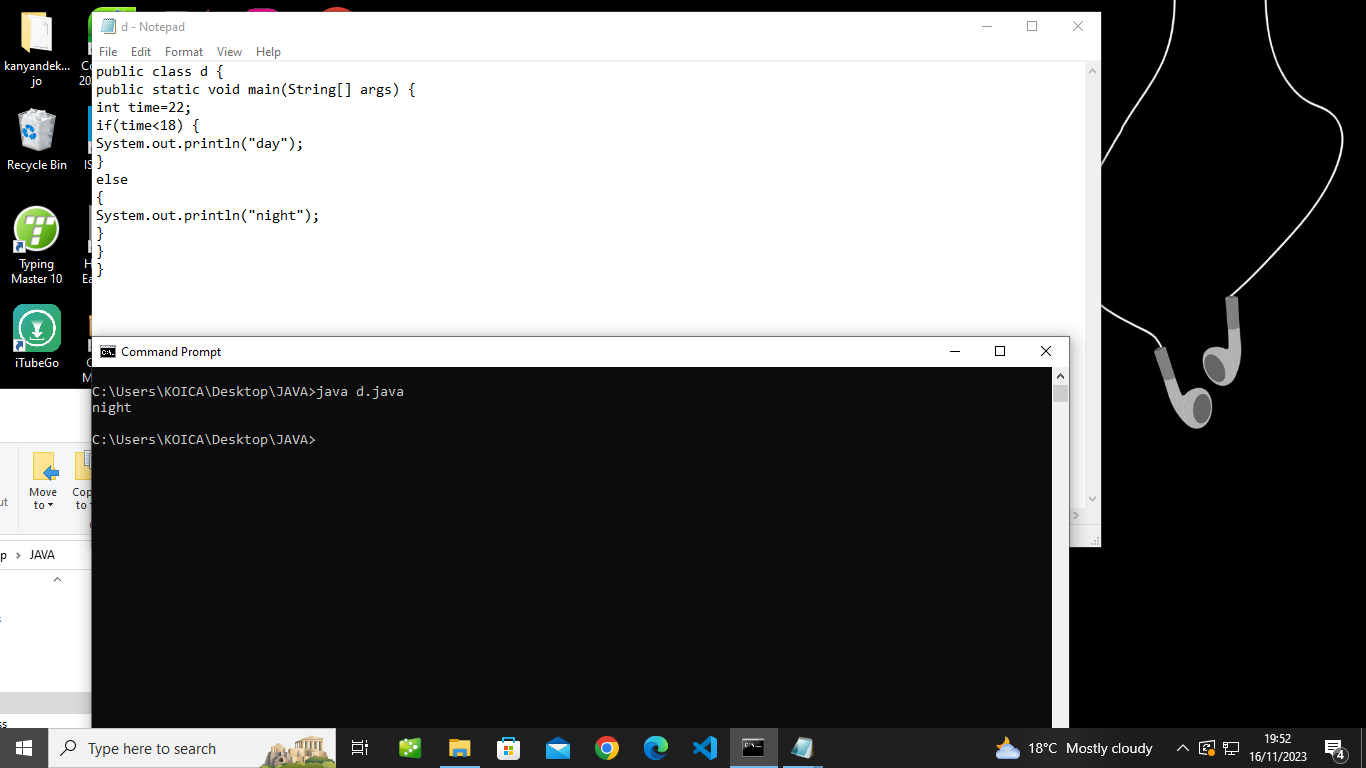 d - Notepad
File Edit Format View Help
public class d {
public static void main(String[] args) {
int time=22;
if(time<18) {
System.out.println("day");
}
else
{
System.out.println("night");
}
}
}
kanyandek...
jo
Recycle Bin
Typing
Master 10
iTubeGo
Command Prompt
C:\Users\KOICA\Desktop\JAVA>java d.java
night
C:\Users\KOICA\Desktop\JAVA>
Move
to
JAVA
Type here to search
18°C Mostly cloudy
19:52
16/11/2023
4